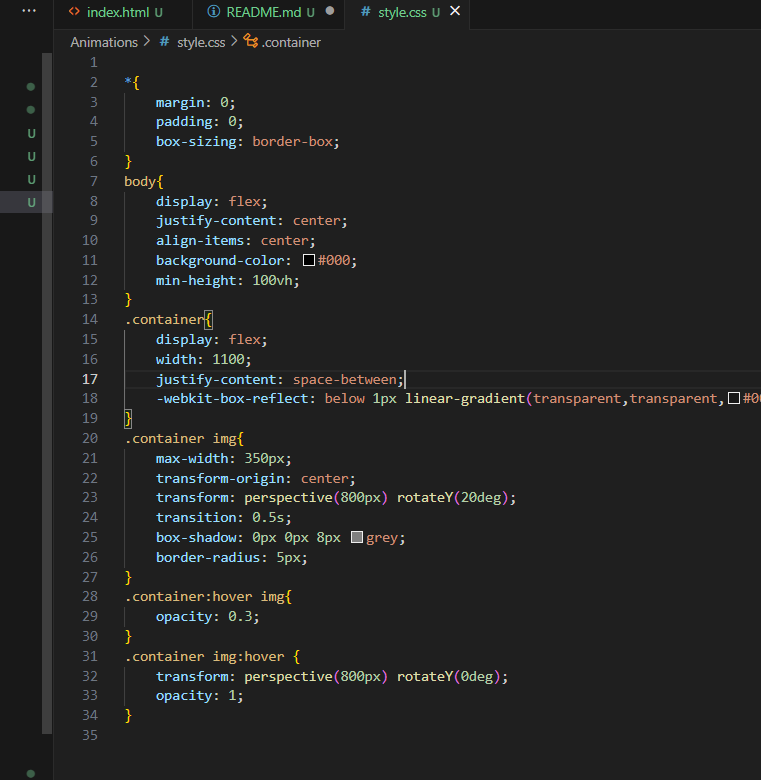 ··· index.html U README.md U style.css U
Animations > # style.css > .container
1
2 *{
3 margin: 0;
4 padding: 0;
5 box-sizing: border-box;
6 }
7 body{
8 display: flex;
9 justify-content: center;
10 align-items: center;
11 background-color: #000;
12 min-height: 100vh;
13 }
14 .container{
15 display: flex;
16 width: 1100;
17 justify-content: space-between;
18 -webkit-box-reflect: below 1px linear-gradient(transparent,transparent,#00
19 }
20 .container img{
21 max-width: 350px;
22 transform-origin: center;
23 transform: perspective(800px) rotateY(20deg);
24 transition: 0.5s;
25 box-shadow: 0px 0px 8px grey;
26 border-radius: 5px;
27 }
28 .container:hover img{
29 opacity: 0.3;
30 }
31 .container img:hover {
32 transform: perspective(800px) rotateY(0deg);
33 opacity: 1;
34 }
35
U
U
U
U